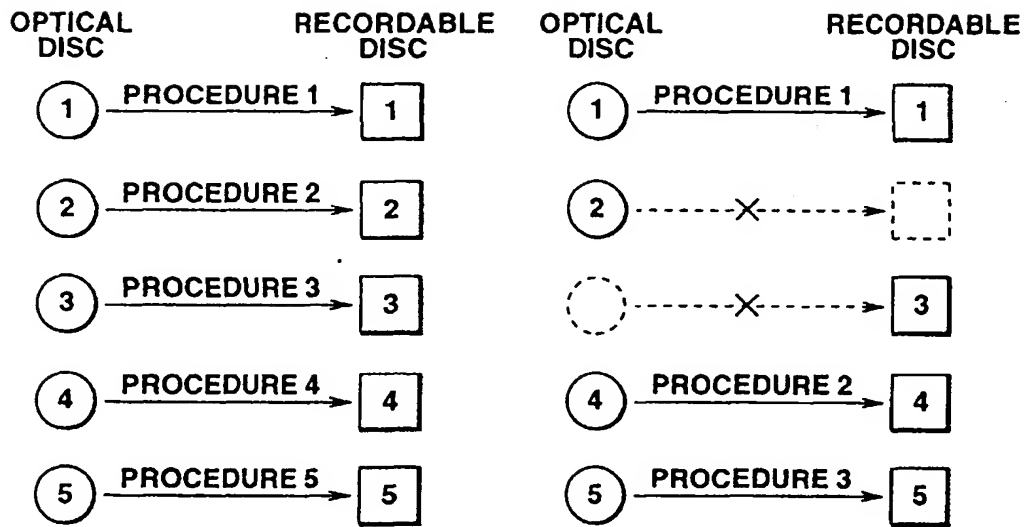 OPTICAL DISC
RECORDABLE DISC
1 PROCEDURE 1 1
2 PROCEDURE 2 2
3 PROCEDURE 3 3
4 PROCEDURE 4 4
5 PROCEDURE 5 5
OPTICAL DISC
RECORDABLE DISC
1 PROCEDURE 1 1
2
3
4 PROCEDURE 2 4
5 PROCEDURE 3 5